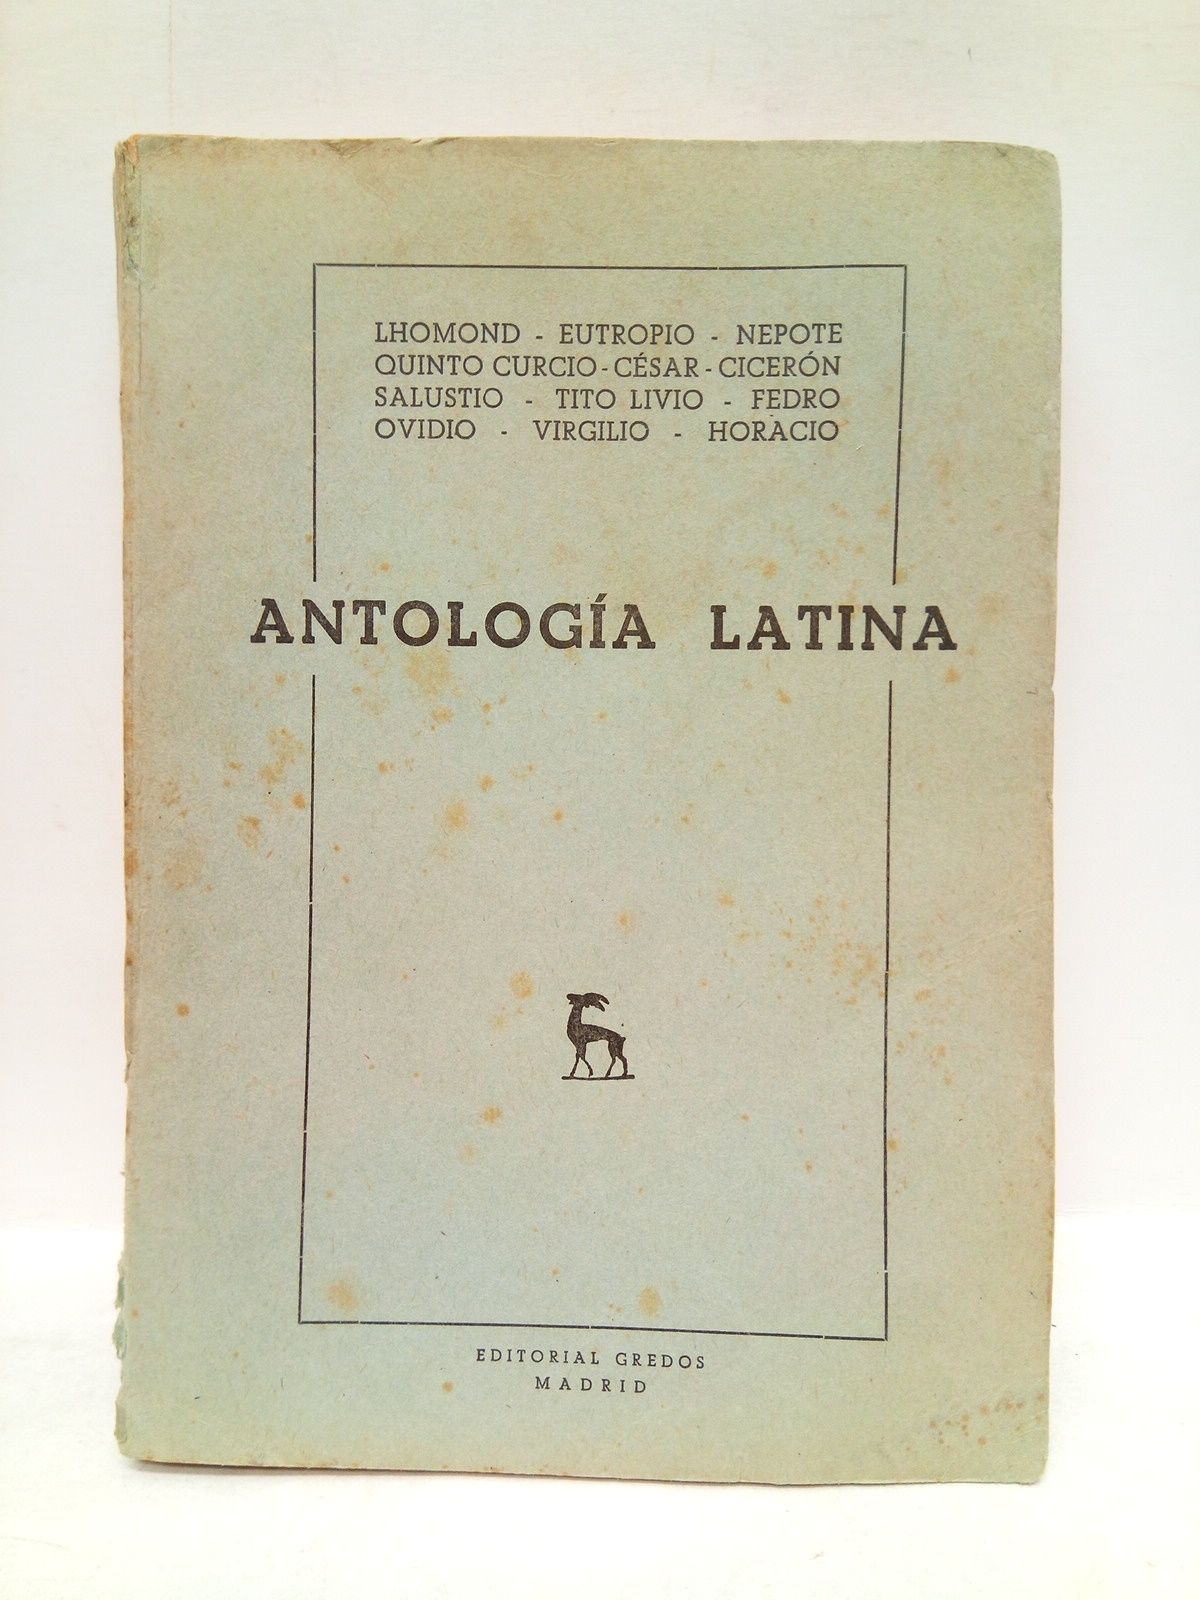 LHOMOND - EUTROPIO - NEPOTE
QUINTO CURCIO - CÉSAR - CICERÓN
SALUSTIO - TITO LIVIO - FEDRO
OVIDIO - VIRGILIO - HORACIO
ANTOLOGÍA LATINA
EDITORIAL GREDOS
MADRID